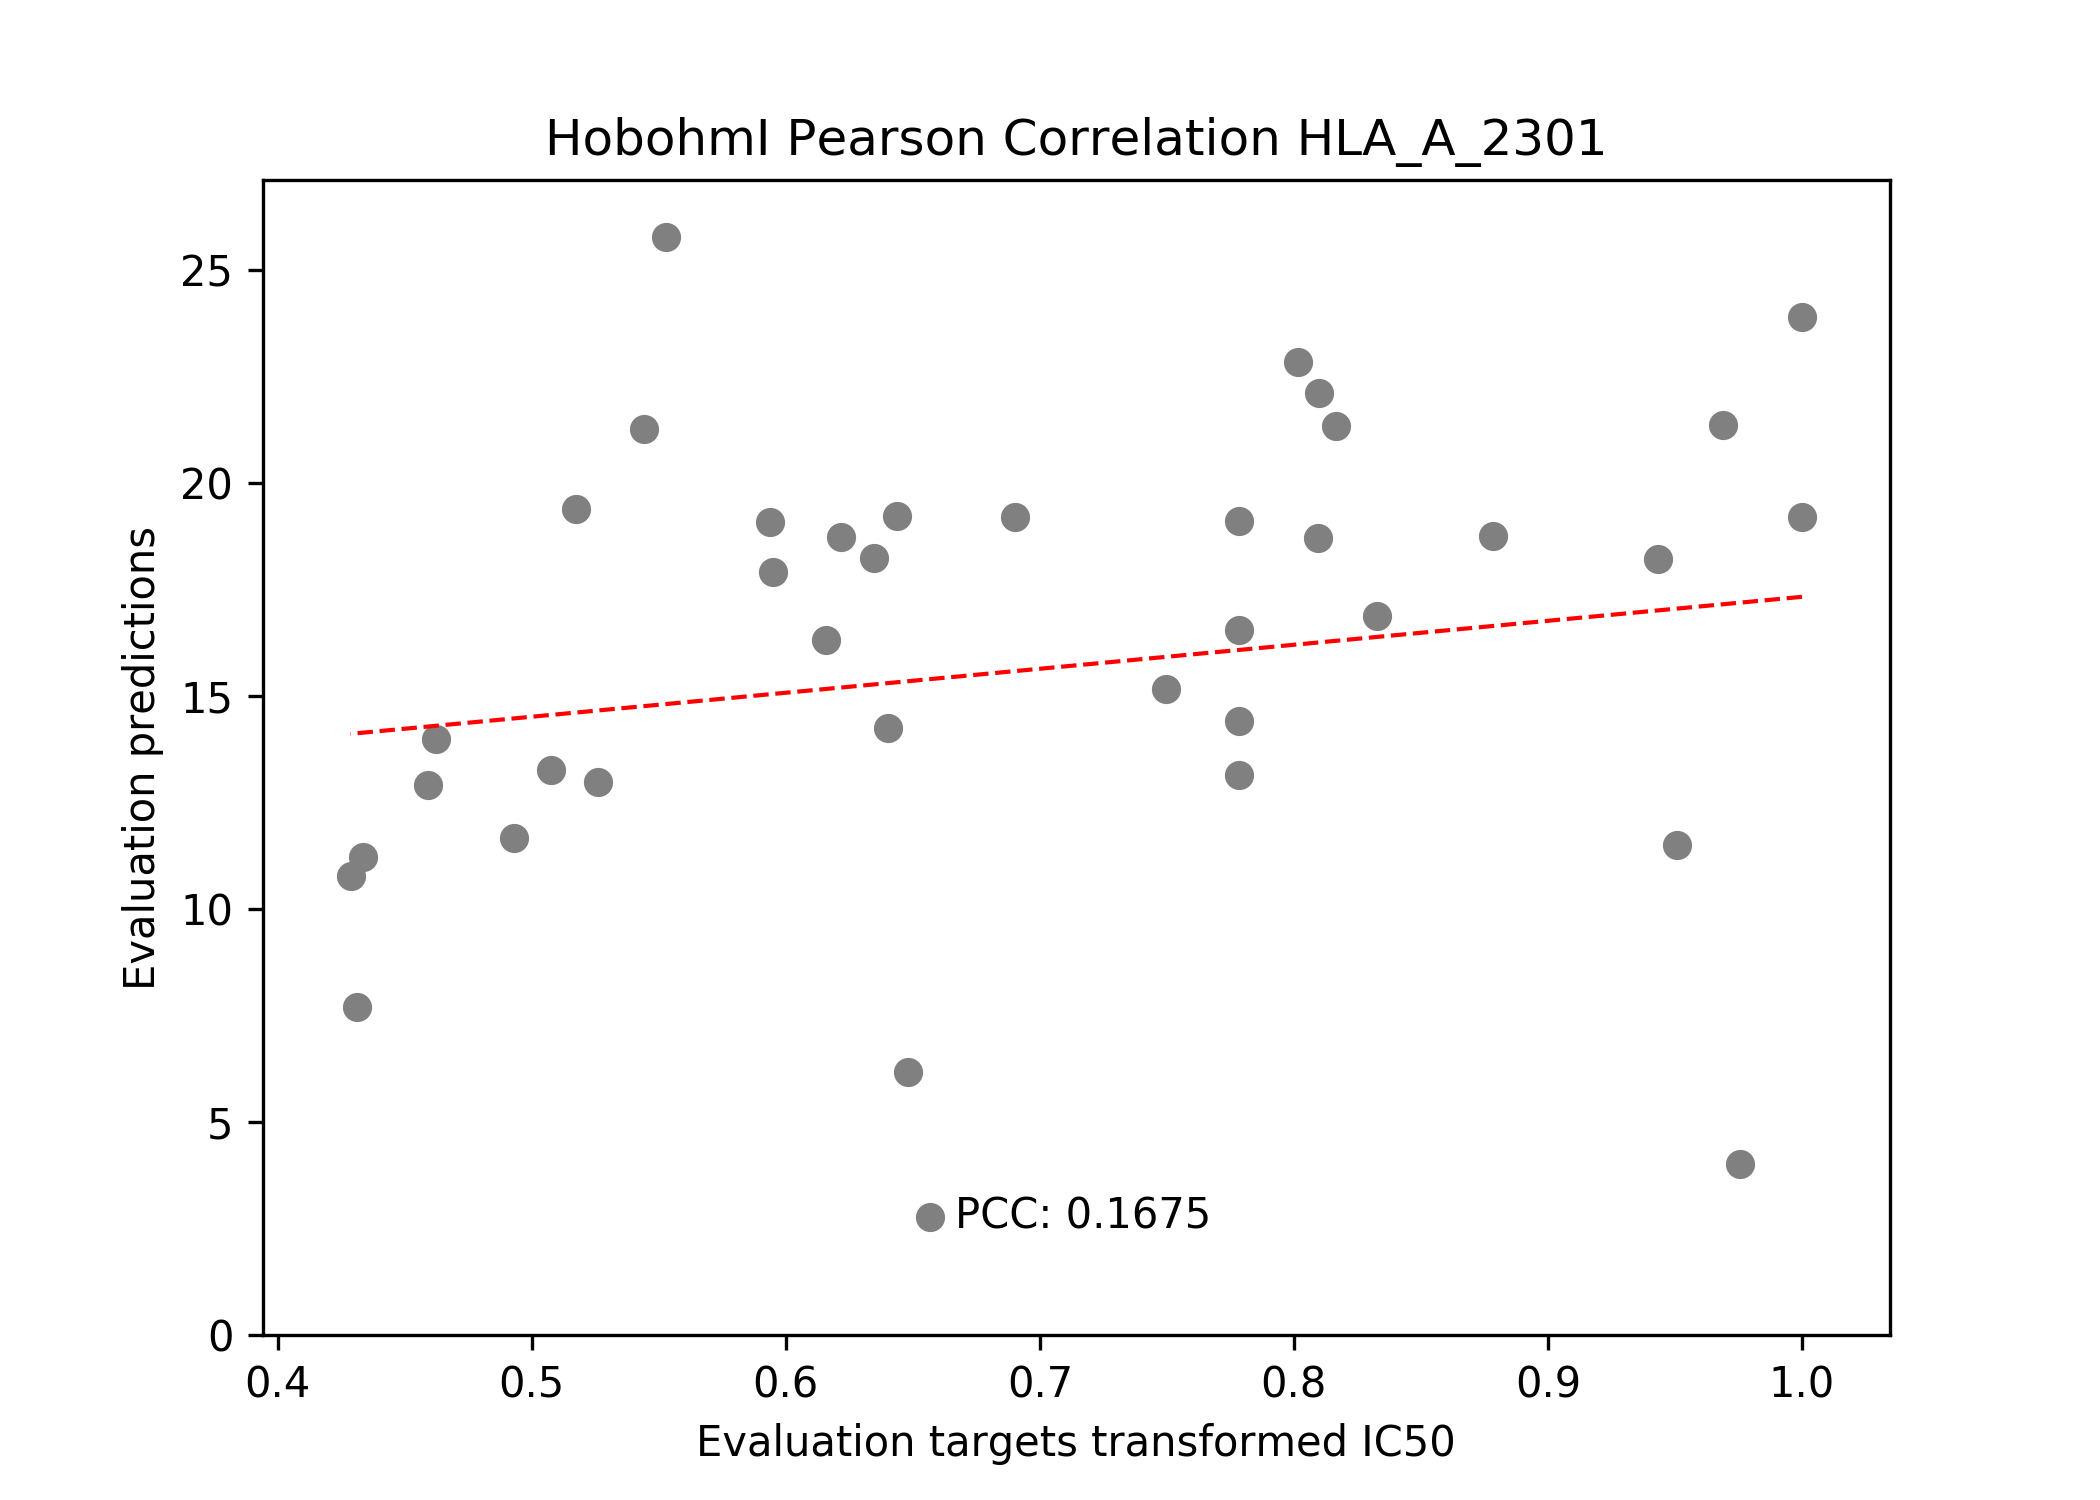 HobohmI Pearson Correlation HLA_A_2301
Evaluation predictions
25
20
15
10
5
0
PCC: 0.1675
0.4 0.5 0.6 0.7 0.8 0.9 1.0
Evaluation targets transformed IC50